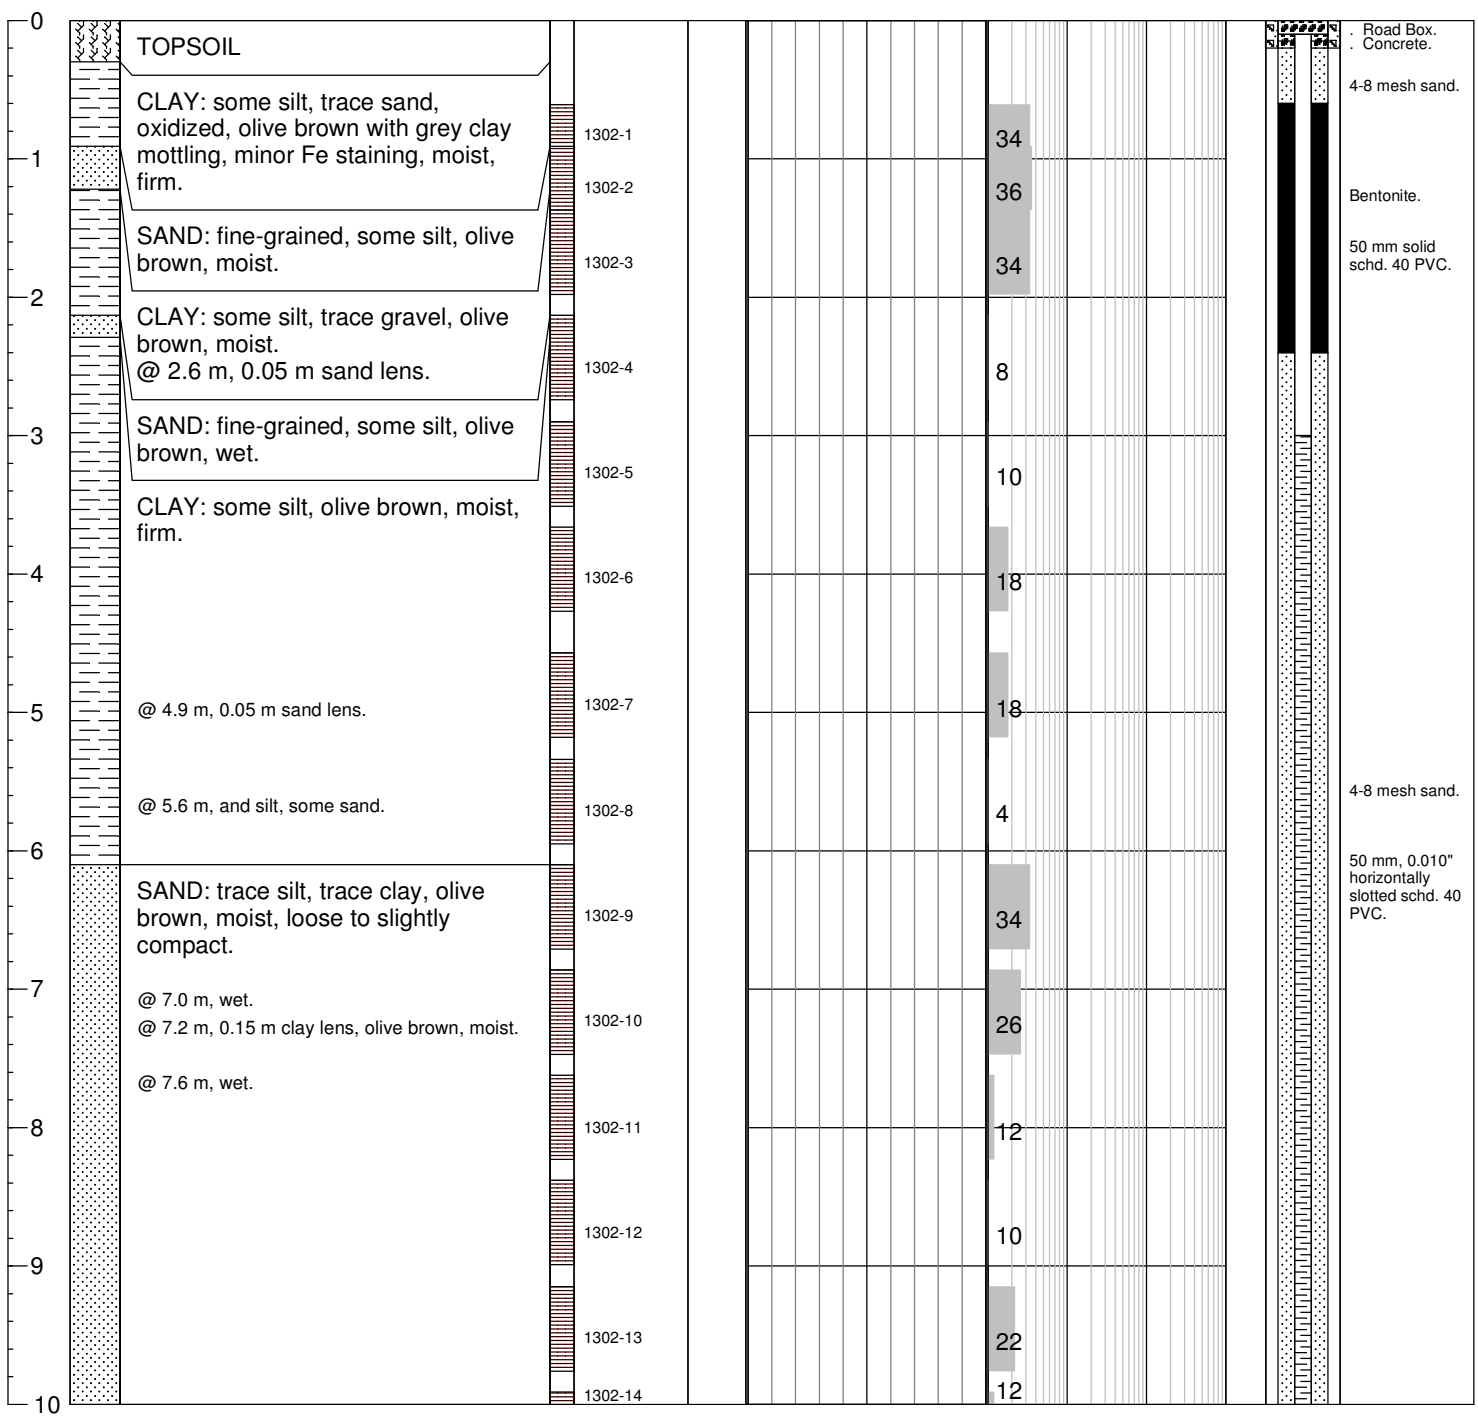 0
TOPSOIL
. Road Box.
. Concrete.
4-8 mesh sand.
CLAY: some silt, trace sand,
oxidized, olive brown with grey clay
mottling, minor Fe staining, moist,
firm.
1302-1
34
1
1302-2
36
Bentonite.
SAND: fine-grained, some silt, olive
brown, moist.
1302-3
34
50 mm solid
schd. 40 PVC.
2
CLAY: some silt, trace gravel, olive
brown, moist.
@ 2.6 m, 0.05 m sand lens.
1302-4
8
SAND: fine-grained, some silt, olive
brown, wet.
3
1302-5
10
CLAY: some silt, olive brown, moist,
firm.
4
1302-6
18
@ 4.9 m, 0.05 m sand lens.
1302-7
18
5
@ 5.6 m, and silt, some sand.
1302-8
4
4-8 mesh sand.
6
50 mm, 0.010"
horizontally
slotted schd. 40
PVC.
SAND: trace silt, trace clay, olive
brown, moist, loose to slightly
compact.
1302-9
34
7
@ 7.0 m, wet.
@ 7.2 m, 0.15 m clay lens, olive brown, moist.
1302-10
26
@ 7.6 m, wet.
8
1302-11
12
1302-12
10
9
1302-13
22
1302-14
12
10